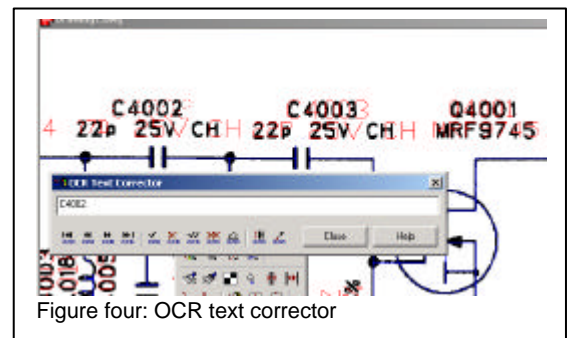 C4002 C4003 Q4001
22p 25V CH 22p 25V CH MRF9745
OCR Text Corrector
C4002
Close Help
Figure four: OCR text corrector